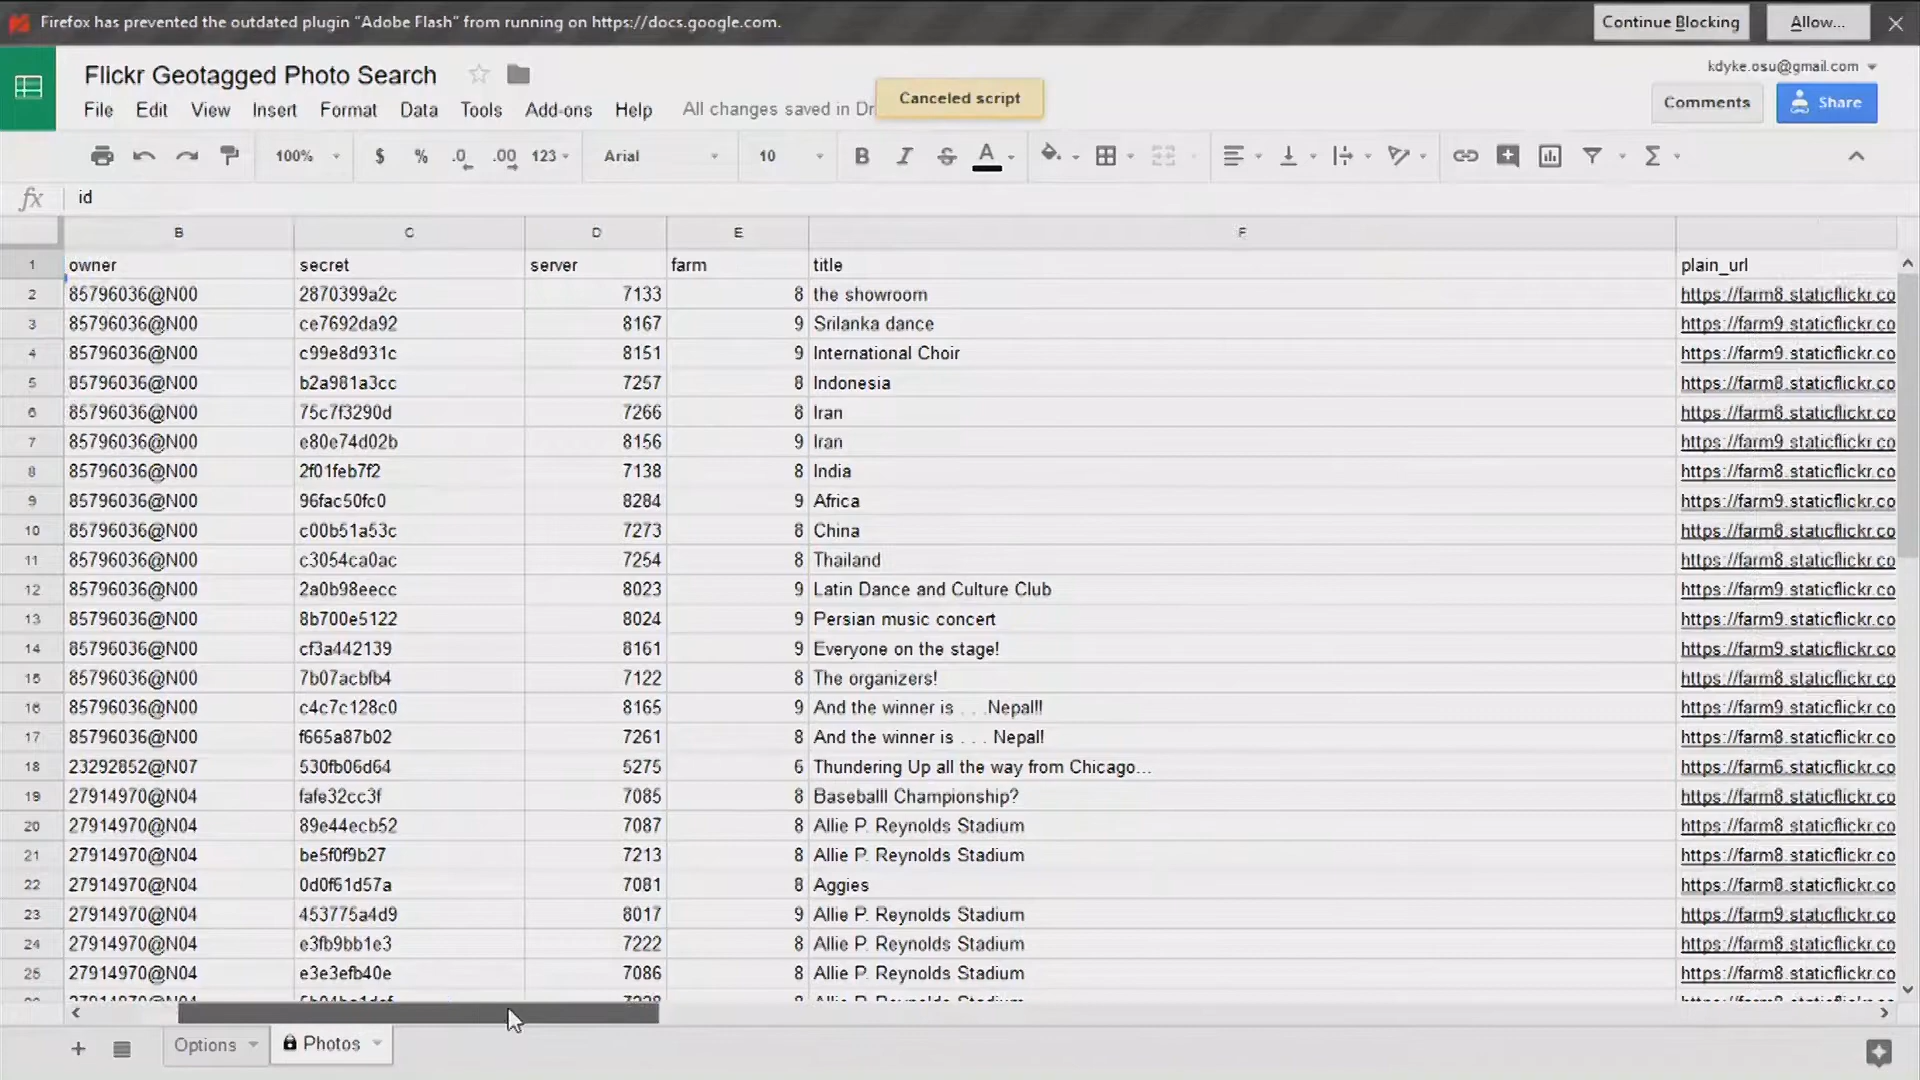 Firefox has prevented the outdated plugin "Adobe Flash" from running on https://docs.google.com.
Continue Blocking
Allow...
Flickr Geotagged Photo Search
kdyke.osu@gmail.com
File Edit View Insert Format Data Tools Add-ons Help All changes saved in Dr
Canceled script
Comments
Share
100% $ % .0 .00 123 Arial 10 B I S A Σ
fx id
B C D E F
1 owner secret server farm title plain_url
2 85796036@N00 2870399a2c 7133 8 the showroom https://farm8.staticflickr.co
3 85796036@N00 ce7692da92 8167 9 Srilanka dance https://farm9.staticflickr.co
4 85796036@N00 c99e8d931c 8151 9 International Choir https://farm9.staticflickr.co
5 85796036@N00 b2a981a3cc 7257 8 Indonesia https://farm8.staticflickr.co
6 85796036@N00 75c7f3290d 7266 8 Iran https://farm8.staticflickr.co
7 85796036@N00 e80e74d02b 8156 9 Iran https://farm9.staticflickr.co
8 85796036@N00 2f01feb7f2 7138 8 India https://farm8.staticflickr.co
9 85796036@N00 96fac50fc0 8284 9 Africa https://farm9.staticflickr.co
10 85796036@N00 c00b51a53c 7273 8 China https://farm8.staticflickr.co
11 85796036@N00 c3054ca0ac 7254 8 Thailand https://farm8.staticflickr.co
12 85796036@N00 2a0b98eecc 8023 9 Latin Dance and Culture Club https://farm9.staticflickr.co
13 85796036@N00 8b700e5122 8024 9 Persian music concert https://farm9.staticflickr.co
14 85796036@N00 cf3a442139 8161 9 Everyone on the stage! https://farm9.staticflickr.co
15 85796036@N00 7b07acbfb4 7122 8 The organizers! https://farm8.staticflickr.co
16 85796036@N00 c4c7c128c0 8165 9 And the winner is . . .Nepal!! https://farm9.staticflickr.co
17 85796036@N00 f665a87b02 7261 8 And the winner is . . . Nepal! https://farm8.staticflickr.co
18 23292852@N07 530fb06d64 5275 6 Thundering Up all the way from Chicago... https://farm6.staticflickr.co
19 27914970@N04 fafe32cc3f 7085 8 Baseballl Championship? https://farm8.staticflickr.co
20 27914970@N04 89e44ecb52 7087 8 Allie P. Reynolds Stadium https://farm8.staticflickr.co
21 27914970@N04 be5f0f9b27 7213 8 Allie P. Reynolds Stadium https://farm8.staticflickr.co
22 27914970@N04 0d0f61d57a 7081 8 Aggies https://farm8.staticflickr.co
23 27914970@N04 453775a4d9 8017 9 Allie P. Reynolds Stadium https://farm9.staticflickr.co
24 27914970@N04 e3fb9bb1e3 7222 8 Allie P. Reynolds Stadium https://farm8.staticflickr.co
25 27914970@N04 e3e3efb40e 7086 8 Allie P. Reynolds Stadium https://farm8.staticflickr.co
Options
Photos